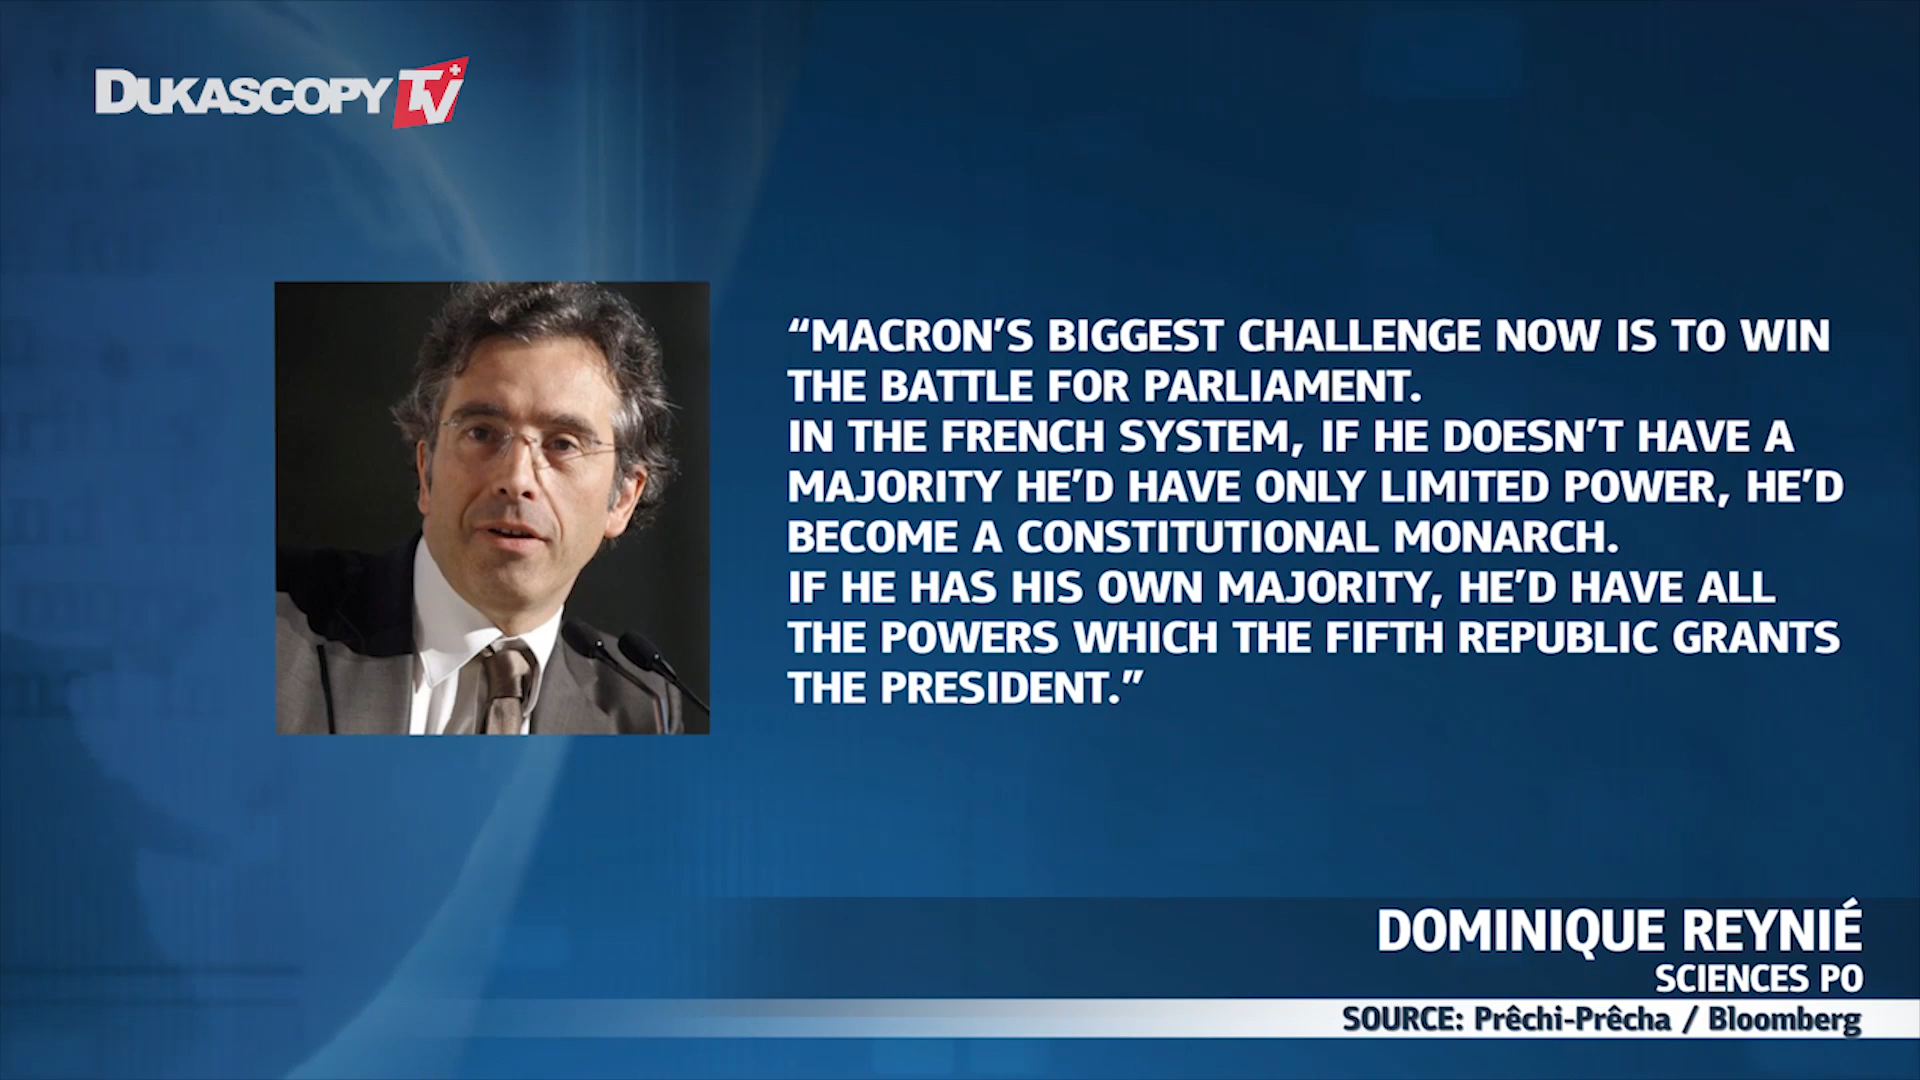 DUKASCOPY TV
“MACRON’S BIGGEST CHALLENGE NOW IS TO WIN
THE BATTLE FOR PARLIAMENT.
IN THE FRENCH SYSTEM, IF HE DOESN’T HAVE A
MAJORITY HE’D HAVE ONLY LIMITED POWER, HE’D
BECOME A CONSTITUTIONAL MONARCH.
IF HE HAS HIS OWN MAJORITY, HE’D HAVE ALL
THE POWERS WHICH THE FIFTH REPUBLIC GRANTS
THE PRESIDENT.”
DOMINIQUE REYNIÉ
SCIENCES PO
SOURCE: Prêchi-Prêcha / Bloomberg